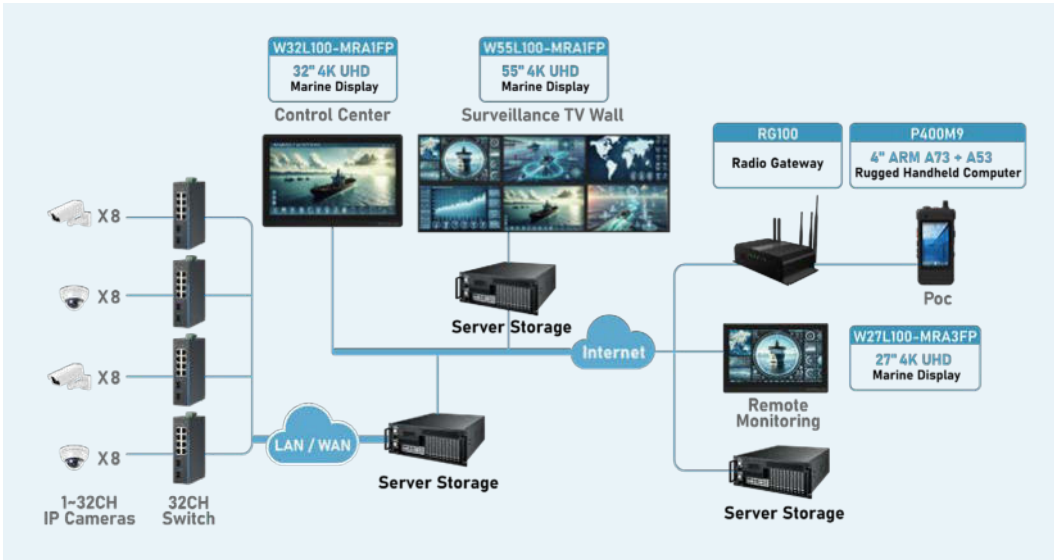 W32L100-MRA1FP
32" 4K UHD
Marine Display
Control Center
W55L100-MRA1FP
55" 4K UHD
Marine Display
Surveillance TV Wall
RG100
Radio Gateway
P400M9
4" ARM A73 + A53
Rugged Handheld Computer
Poc
X8
X8
X8
X8
1~32CH
IP Cameras
32CH
Switch
LAN / WAN
Server Storage
Server Storage
Internet
W27L100-MRA3FP
27" 4K UHD
Marine Display
Remote
Monitoring
Server Storage